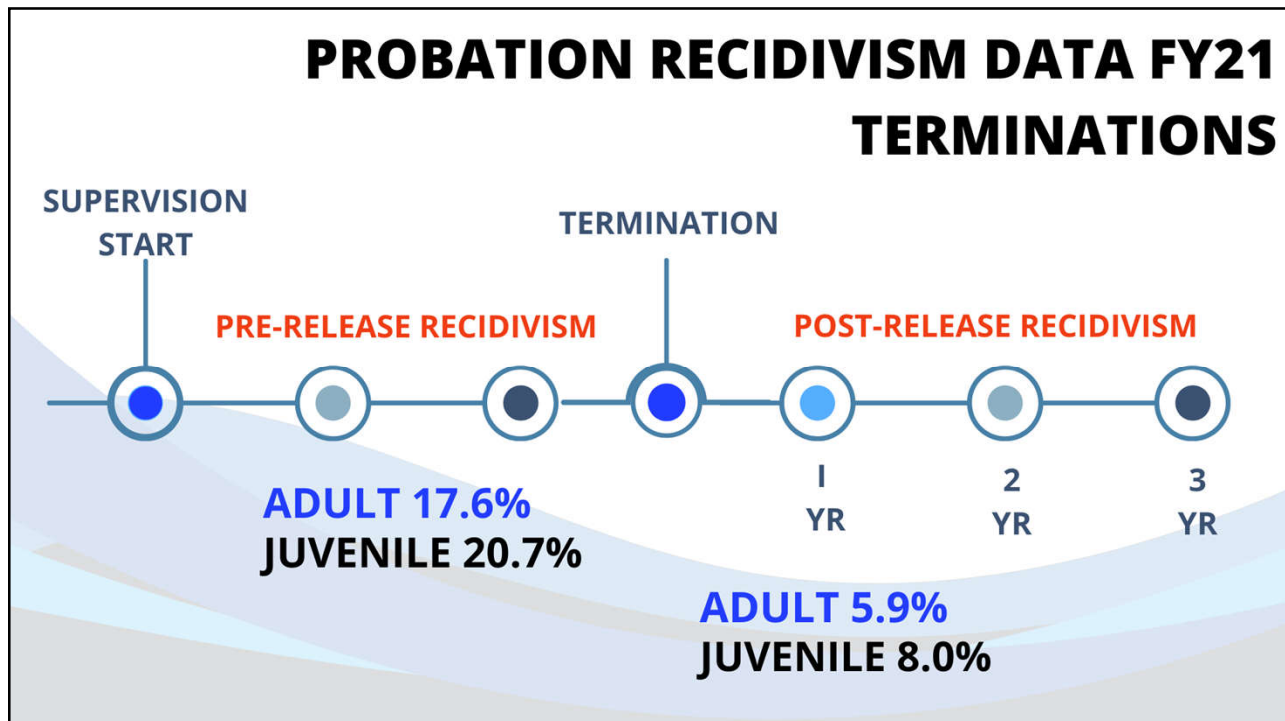 PROBATION RECIDIVISM DATA FY21
TERMINATIONS
SUPERVISION
START
TERMINATION
PRE-RELEASE RECIDIVISM
POST-RELEASE RECIDIVISM
I
YR
2
YR
3
YR
ADULT 17.6%
JUVENILE 20.7%
ADULT 5.9%
JUVENILE 8.0%